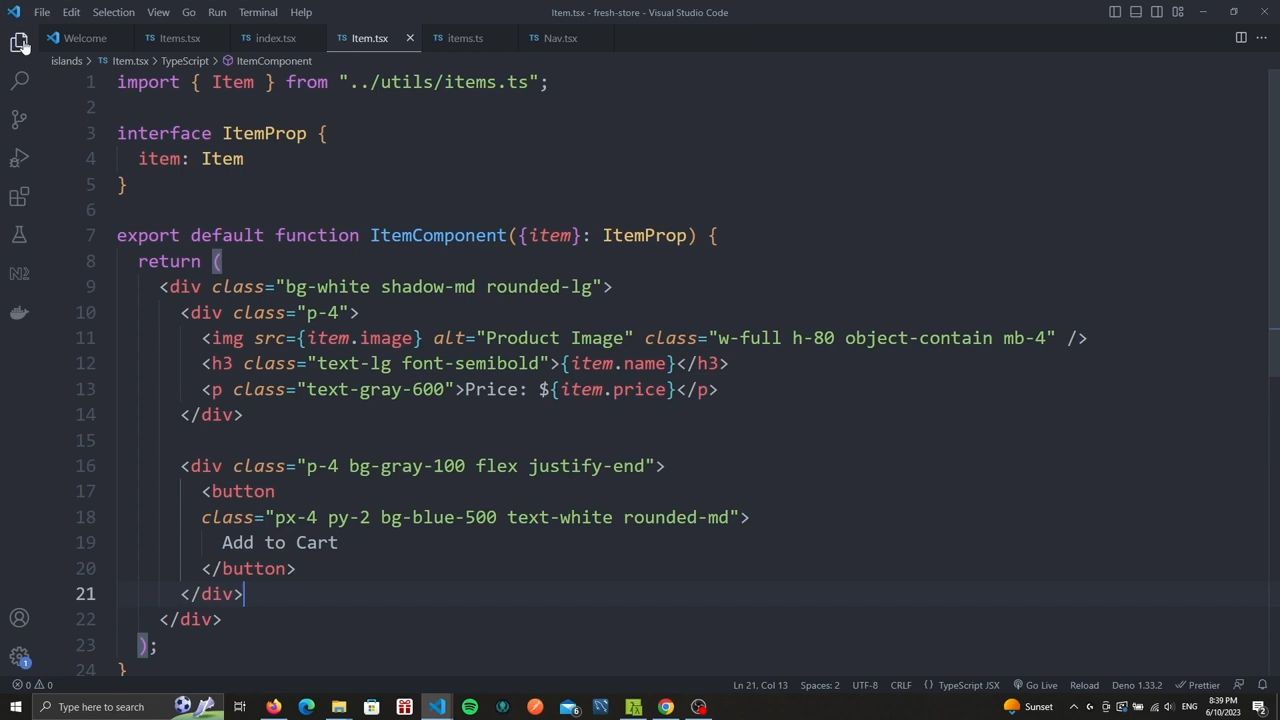 File Edit Selection View Go Run Terminal Help
Item.tsx - fresh-store - Visual Studio Code
Welcome Items.tsx index.tsx Item.tsx items.ts Nav.tsx
islands > Item.tsx > TypeScript > ItemComponent
1 import { Item } from "../utils/items.ts";
2
3 interface ItemProp {
4 item: Item
5 }
6
7 export default function ItemComponent({item}: ItemProp) {
8 return (
9 <div class="bg-white shadow-md rounded-lg">
10 <div class="p-4">
11 <img src={item.image} alt="Product Image" class="w-full h-80 object-contain mb-4" />
12 <h3 class="text-lg font-semibold">{item.name}</h3>
13 <p class="text-gray-600">Price: ${item.price}</p>
14 </div>
15
16 <div class="p-4 bg-gray-100 flex justify-end">
17 <button
18 class="px-4 py-2 bg-blue-500 text-white rounded-md">
19 Add to Cart
20 </button>
21 </div>
22 </div>
23 );
24 }
1
0 0 Ln 21, Col 13 Spaces: 2 UTF-8 CRLF {} TypeScript JSX Go Live Reload Deno 1.33.2 Prettier
Type here to search
6
Sunset ENG
8:39 PM
6/10/2023
2